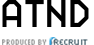 ATND
PRODUCED BY RECRUIT